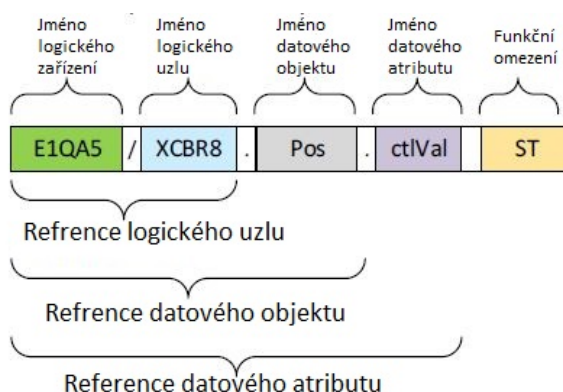 Jméno logického zařízení
Jméno logického uzlu
Jméno datového objektu
Jméno datového atributu
Funkční omezení
E1QA5 / XCBR8 . Pos . ctlVal ST
Refrence logického uzlu
Refrence datového objektu
Reference datového atributu